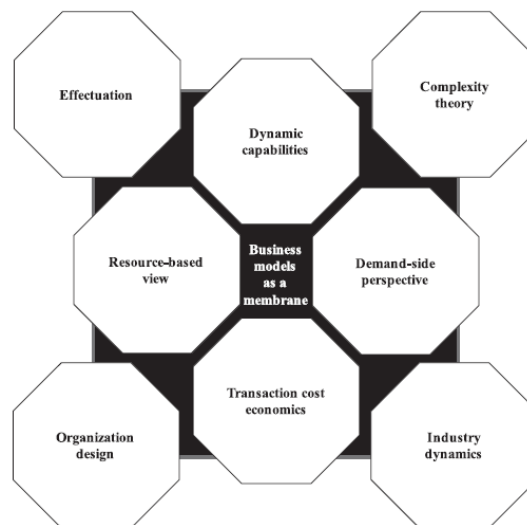 Effectuation
Complexity
theory
Dynamic
capabilities
Resource-based
view
Business
models
as a
membrane
Demand-side
perspective
Transaction cost
economics
Organization
design
Industry
dynamics